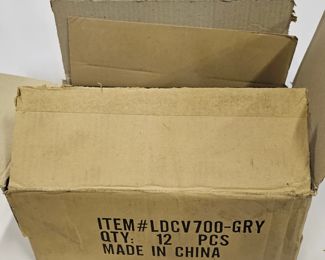 ITEM#LDCV700-GRY
QTY: 12 PCS
MADE IN CHINA